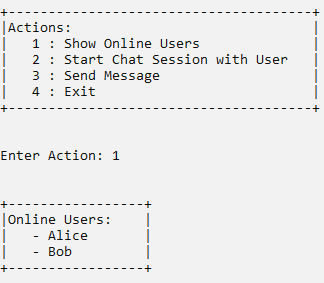 +---------------------------------------+
|Actions:                               |
|   1 : Show Online Users               |
|   2 : Start Chat Session with User    |
|   3 : Send Message                    |
|   4 : Exit                            |
+---------------------------------------+
Enter Action: 1
+-----------------+
|Online Users:    |
|   - Alice       |
|   - Bob         |
+-----------------+